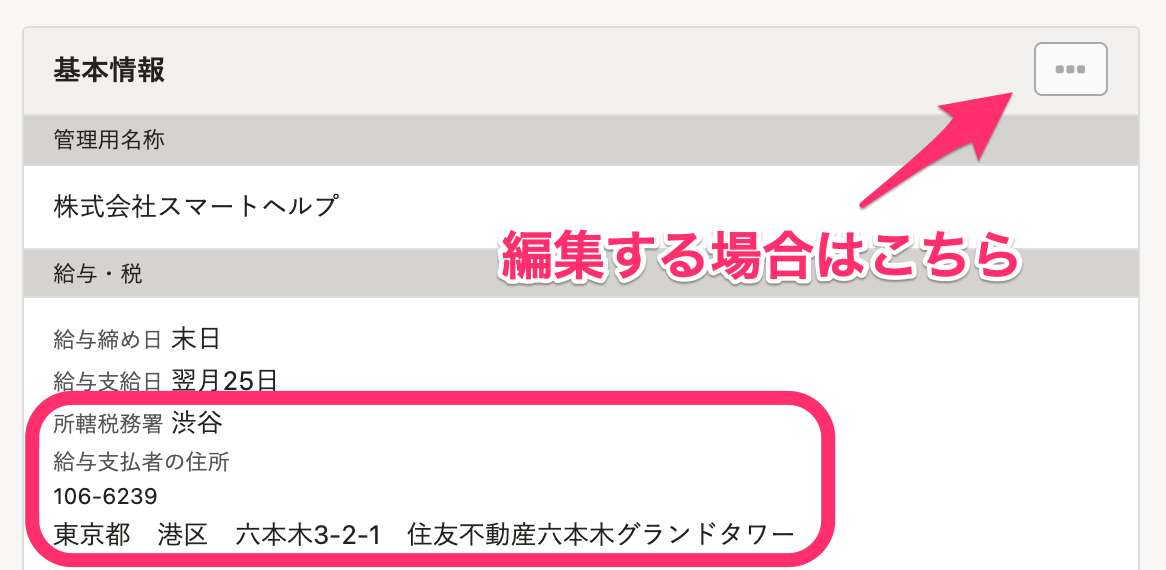 基本情報
管理用名称
株式会社スマートヘルプ
編集する場合はこちら
給与・税
給与締め日 末日
給与支給日 翌月25日
所轄税務署 渋谷
給与支払者の住所
106-6239
東京都　港区　六本木3-2-1　住友不動産六本木グランドタワー